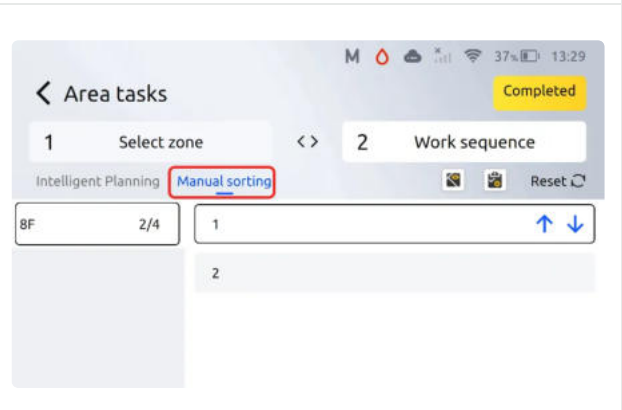 M 37% 13:29
Area tasks Completed
1 Select zone <> 2 Work sequence
Intelligent Planning Manual sorting Reset
8F 2/4 1
2